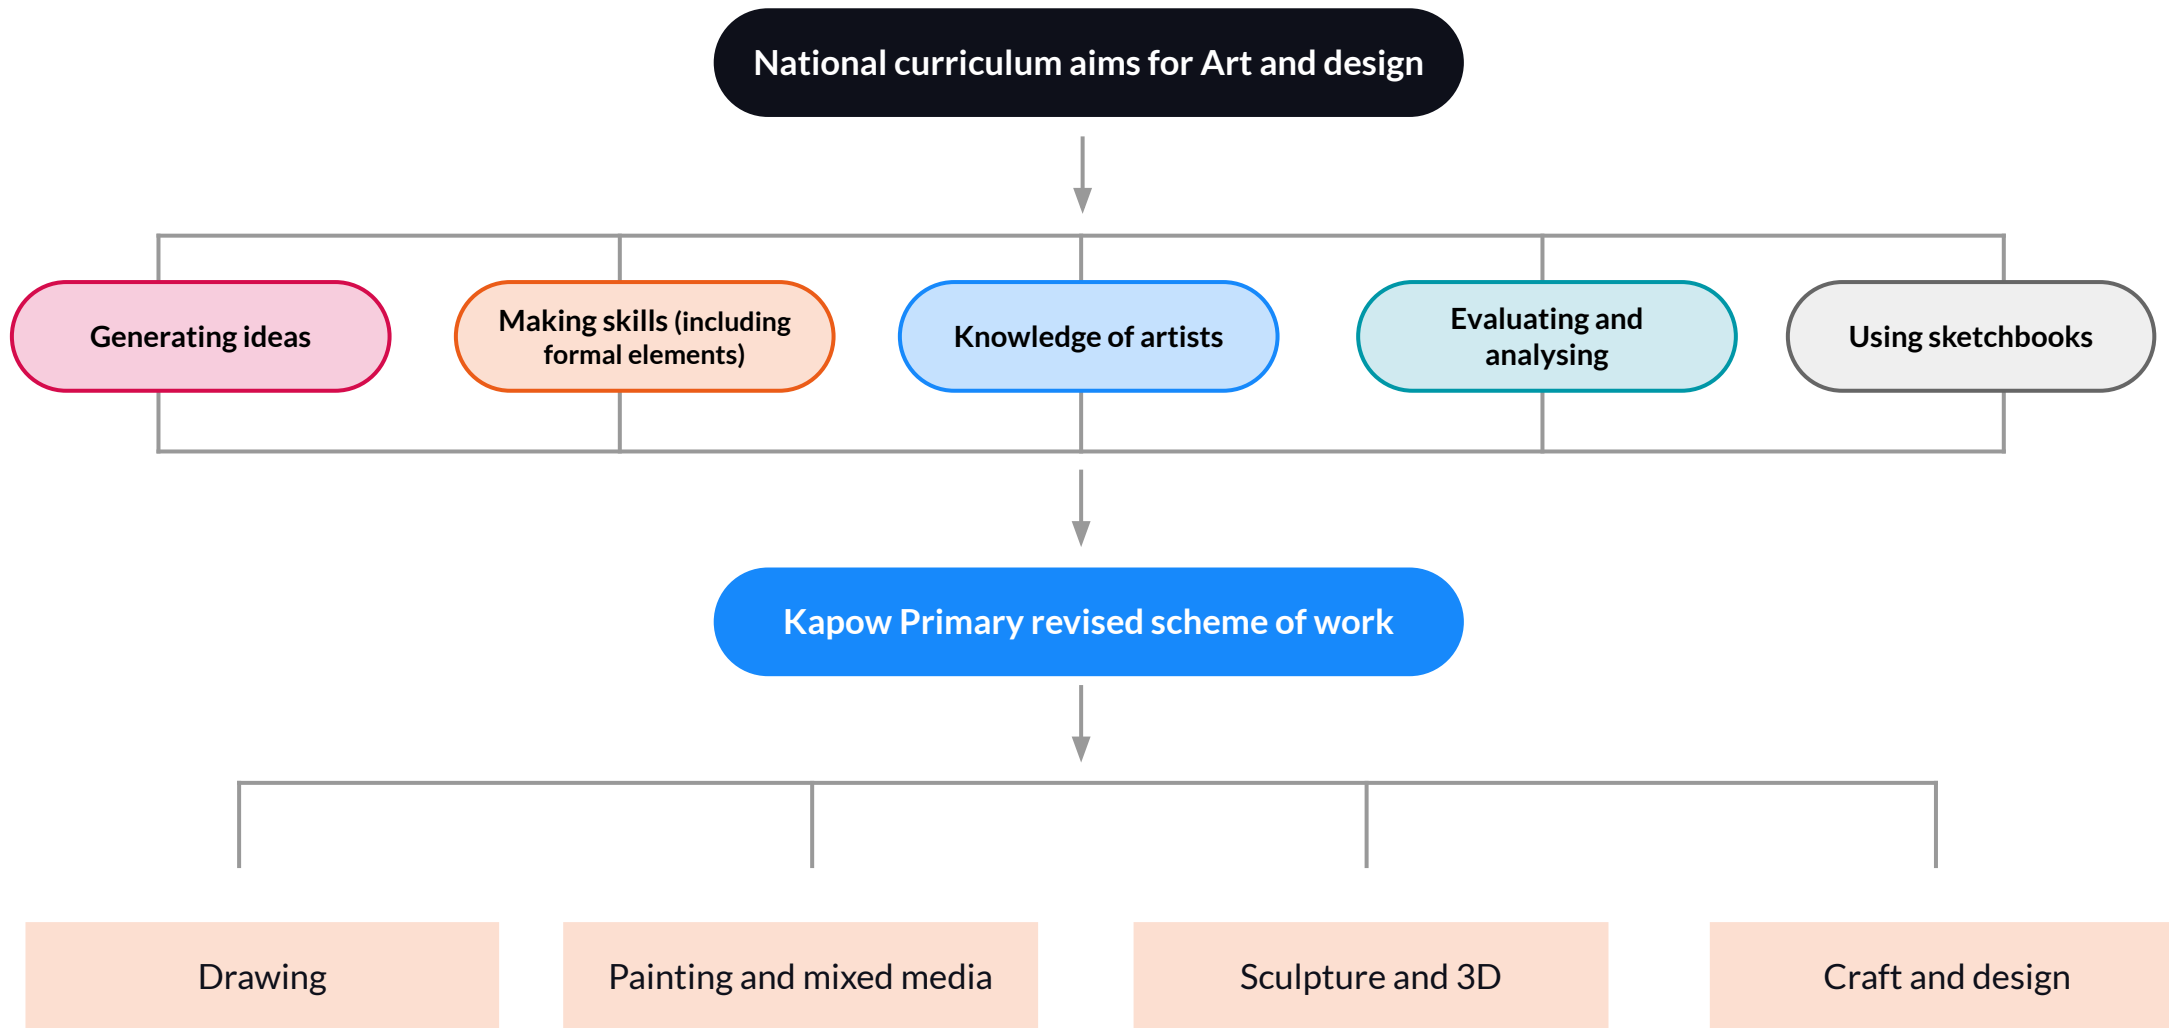 National curriculum aims for Art and design
Generating ideas
Making skills (including
formal elements)
Knowledge of artists
Evaluating and
analysing
Using sketchbooks
Kapow Primary revised scheme of work
Drawing
Painting and mixed media
Sculpture and 3D
Craft and design